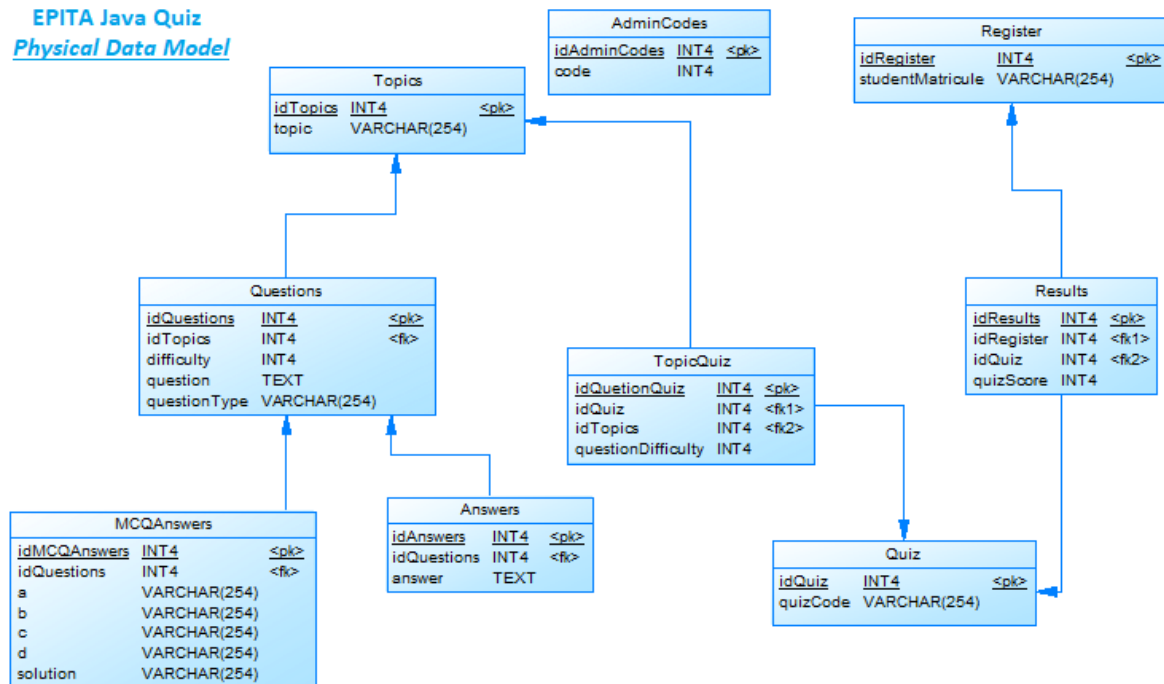 EPITA Java Quiz
Physical Data Model
AdminCodes
idAdminCodes INT4 <pk>
code INT4
Register
idRegister INT4 <pk>
studentMatricule VARCHAR(254)
Topics
idTopics INT4 <pk>
topic VARCHAR(254)
Questions
idQuestions INT4 <pk>
idTopics INT4 <fk>
difficulty INT4
question TEXT
questionType VARCHAR(254)
Results
idResults INT4 <pk>
idRegister INT4 <fk1>
idQuiz INT4 <fk2>
quizScore INT4
TopicQuiz
idQuetionQuiz INT4 <pk>
idQuiz INT4 <fk1>
idTopics INT4 <fk2>
questionDifficulty INT4
MCQAnswers
idMCQAnswers INT4 <pk>
idQuestions INT4 <fk>
a VARCHAR(254)
b VARCHAR(254)
c VARCHAR(254)
d VARCHAR(254)
solution VARCHAR(254)
Answers
idAnswers INT4 <pk>
idQuestions INT4 <fk>
answer TEXT
Quiz
idQuiz INT4 <pk>
quizCode VARCHAR(254)